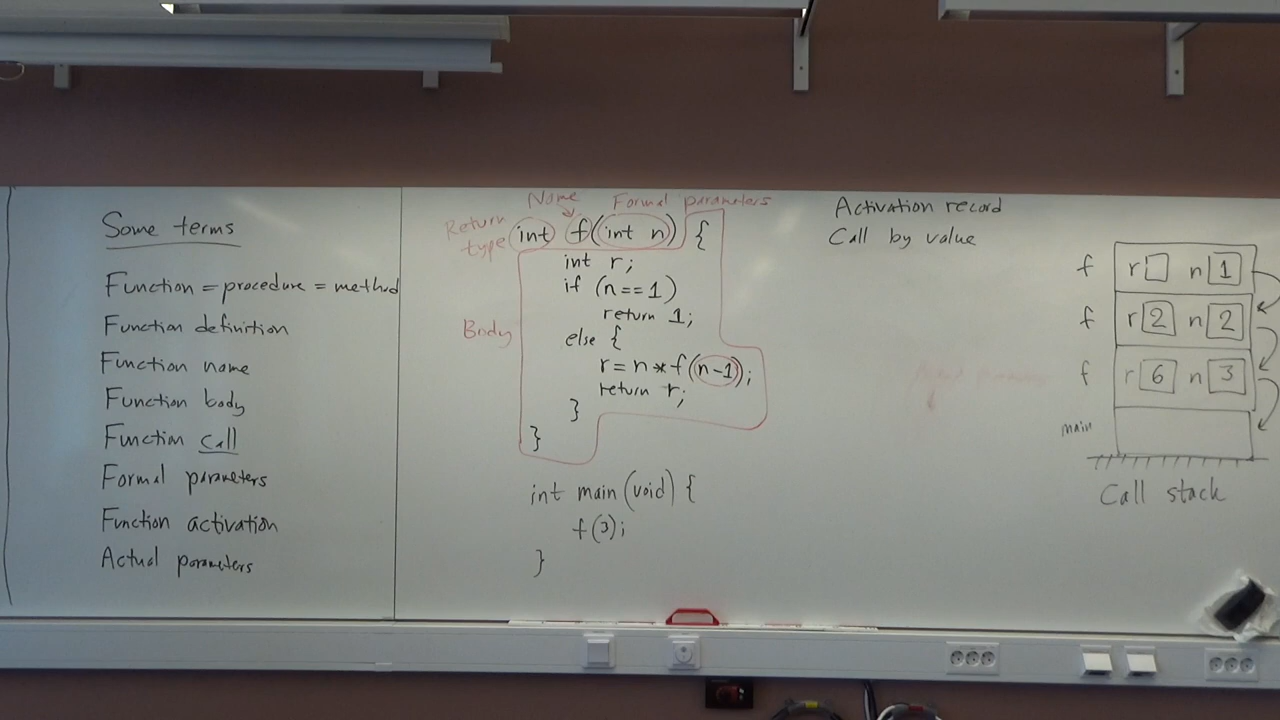 Some terms
Function = procedure = method
Function definition
Function name
Function body
Function call
Formal parameters
Function activation
Actual parameters
Name Formal parameters
Return type
int f(int n) {
int r;
if (n==1)
return 1;
else {
r=n*f(n-1);
return r;
}
}
Body
int main(void) {
f(3);
}
Activation record
Call by value
f r n 1
f r 2 n 2
f r 6 n 3
main
Call stack